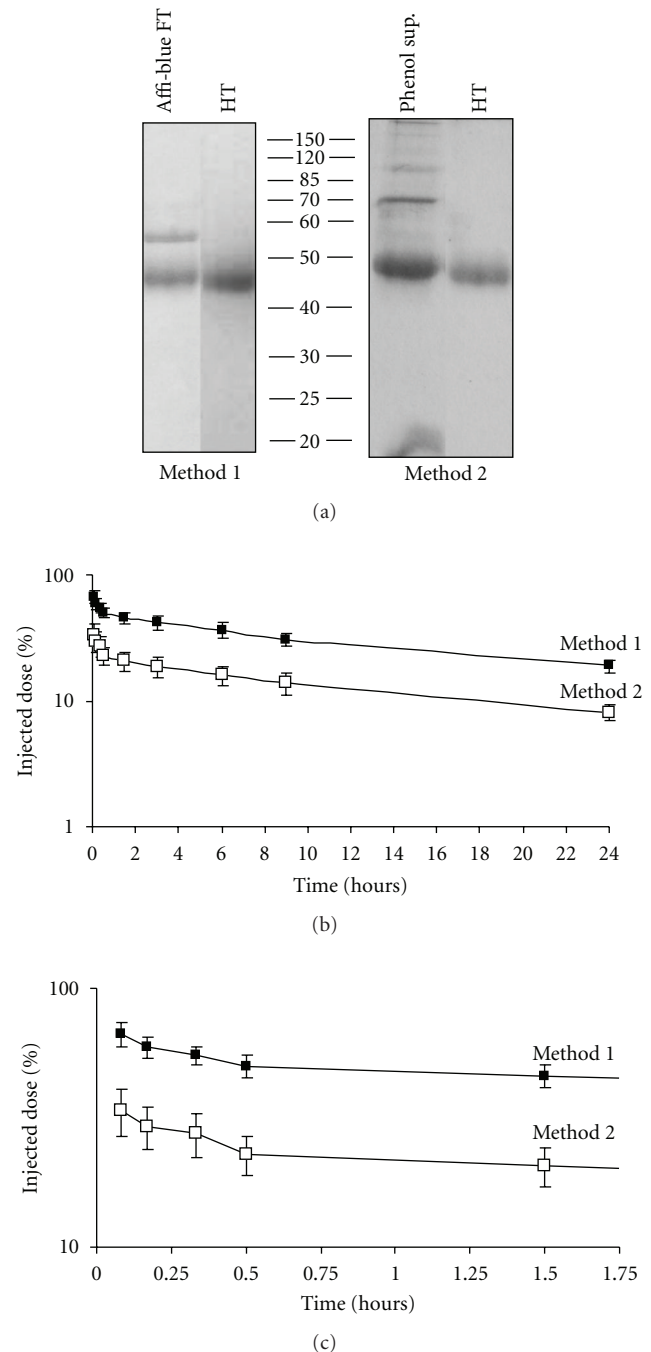 Affi-blue FT
HT
Phenol sup.
HT
150
120
85
70
60
50
40
30
25
20
Method 1
Method 2
(a)
100
10
1
Injected dose (%)
Method 1
Method 2
0 2 4 6 8 10 12 14 16 18 20 22 24
Time (hours)
(b)
100
10
Injected dose (%)
Method 1
Method 2
0 0.25 0.5 0.75 1 1.25 1.5 1.75
Time (hours)
(c)